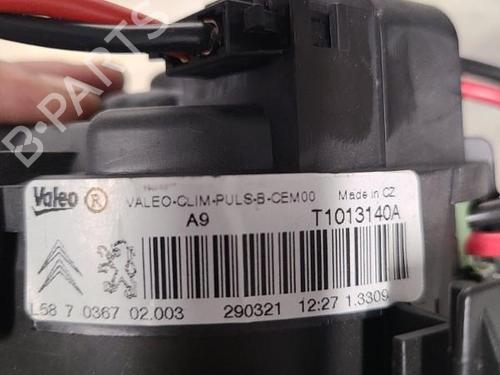 B-PARTS
Valeo ® VALEO-CLIM-PULS-B-CEM00 Made in CZ
A9 T1013140A
L58 7 0367 02.003 290321 12:27 1.3309